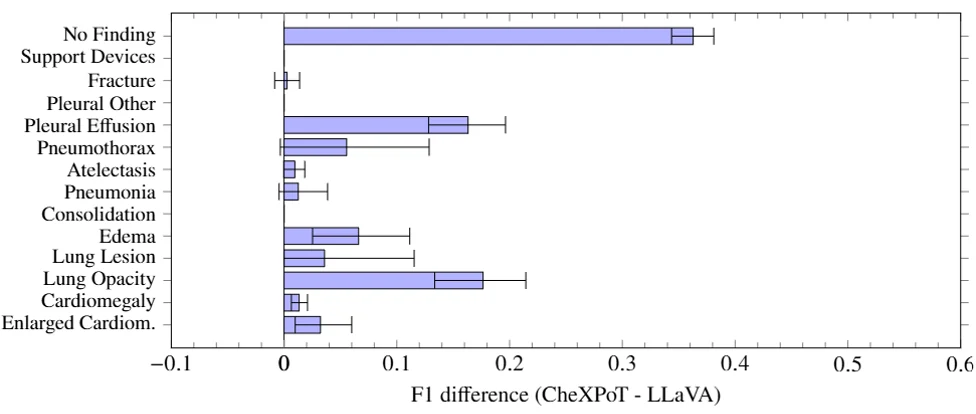 No Finding
Support Devices
Fracture
Pleural Other
Pleural Effusion
Pneumothorax
Atelectasis
Pneumonia
Consolidation
Edema
Lung Lesion
Lung Opacity
Cardiomegaly
Enlarged Cardiom.
−0.1 0 0.1 0.2 0.3 0.4 0.5 0.6
F1 difference (CheXPoT - LLaVA)